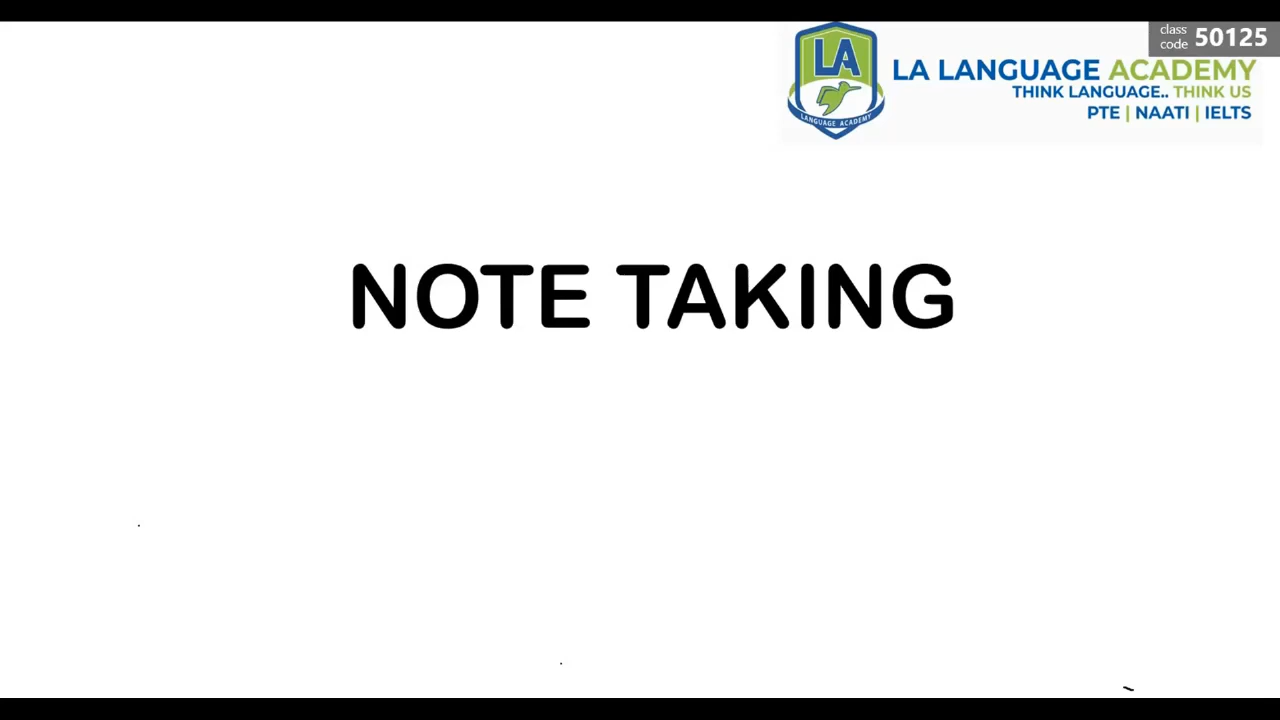 class
code 50125
LA
LANGUAGE ACADEMY
LA LANGUAGE ACADEMY
THINK LANGUAGE.. THINK US
PTE | NAATI | IELTS
NOTE TAKING